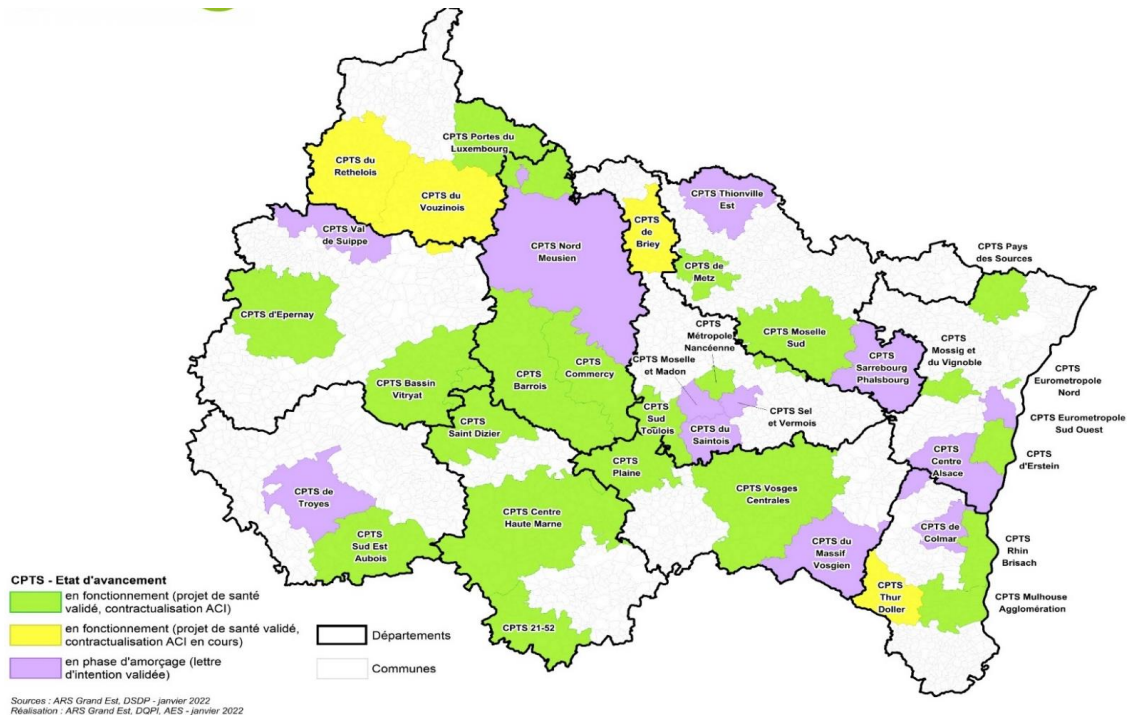 CPTS Portes du
Luxembourg
CPTS du
Rethelois
CPTS du
Vouzinois
CPTS Thionville
Est
CPTS Val
de Suippe
CPTS
de
Briey
CPTS Nord
Meusien
CPTS Pays
des Sources
CPTS de
Metz
CPTS d'Epernay
CPTS
Métropole
Nancéenne
CPTS Moselle
Sud
CPTS
Mossig et
du Vignoble
CPTS Moselle
et Madon
CPTS
Sarrebourg
Phalsbourg
CPTS
Commercy
CPTS
Barrois
CPTS Bassin
Vitryat
CPTS
Eurometropole
Nord
CPTS
Sud
Toulois
CPTS Sel
et Vermois
CPTS Eurometropole
Sud Ouest
CPTS
Saint Dizier
CPTS du
Saintois
CPTS
Centre
Alsace
CPTS
d'Erstein
CPTS
Plaine
CPTS de
Troyes
CPTS Vosges
Centrales
CPTS Centre
Haute Marne
CPTS
Sud Est
Aubois
CPTS du
Massif
Vosgien
CPTS de
Colmar
CPTS
Rhin
Brisach
CPTS
Thur
Doller
CPTS Mulhouse
Agglomération
CPTS 21-52
CPTS - Etat d'avancement
en fonctionnement (projet de santé
validé, contractualisation ACI)
en fonctionnement (projet de santé validé,
contractualisation ACI en cours)
en phase d'amorçage (lettre
d'intention validée)
Départements
Communes
Sources : ARS Grand Est, DSDP - janvier 2022
Réalisation : ARS Grand Est, DQPI, AES - janvier 2022